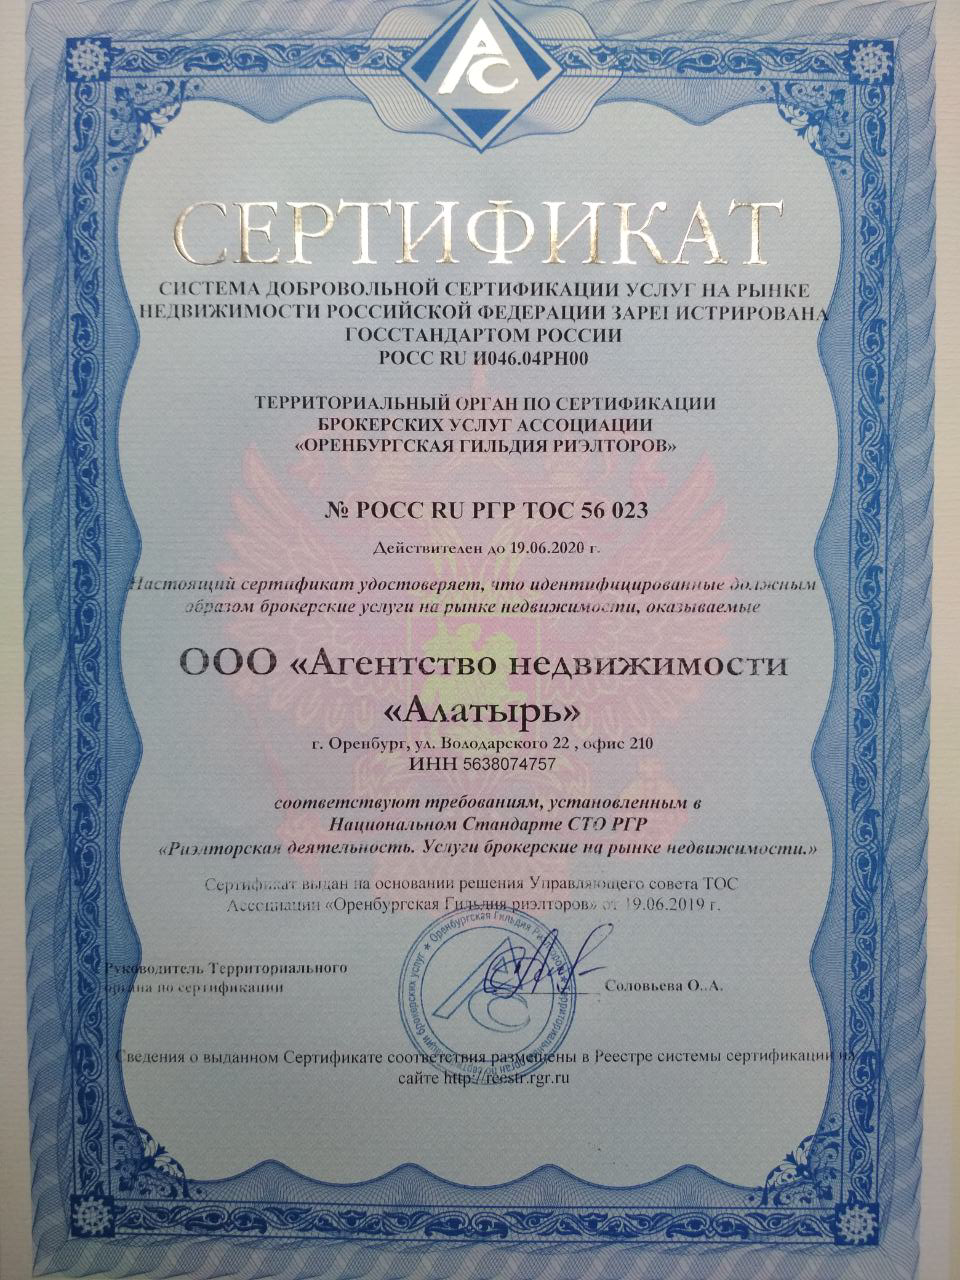 АС
СЕРТИФИКАТ
СИСТЕМА ДОБРОВОЛЬНОЙ СЕРТИФИКАЦИИ УСЛУГ НА РЫНКЕ
НЕДВИЖИМОСТИ РОССИЙСКОЙ ФЕДЕРАЦИИ ЗАРЕГИСТРИРОВАНА
ГОССТАНДАРТОМ РОССИИ
РОСС RU И046.04РН00
ТЕРРИТОРИАЛЬНЫЙ ОРГАН ПО СЕРТИФИКАЦИИ
БРОКЕРСКИХ УСЛУГ АССОЦИАЦИИ
«ОРЕНБУРГСКАЯ ГИЛЬДИЯ РИЭЛТОРОВ»
№ РОСС RU РГР ТОС 56 023
Действителен до 19.06.2020 г.
Настоящий сертификат удостоверяет, что идентифицированные должным
образом брокерские услуги на рынке недвижимости, оказываемые
ООО «Агентство недвижимости
«Алатырь»
г. Оренбург, ул. Володарского 22 , офис 210
ИНН 5638074757
соответствуют требованиям, установленным в
Национальном Стандарте СТО РГР
«Риэлторская деятельность. Услуги брокерские на рынке недвижимости.»
Сертификат выдан на основании решения Управляющего совета ТОС
Ассоциации «Оренбургская Гильдия риэлторов» от 19.06.2019 г.
Руководитель Территориального
органа по сертификации
Соловьева О..А.
Оренбургская Гильдия
брокерских услуг
АС
Сведения о выданном Сертификате соответствия размещены в Реестре системы сертификации на
сайте http://reestr.rgr.ru